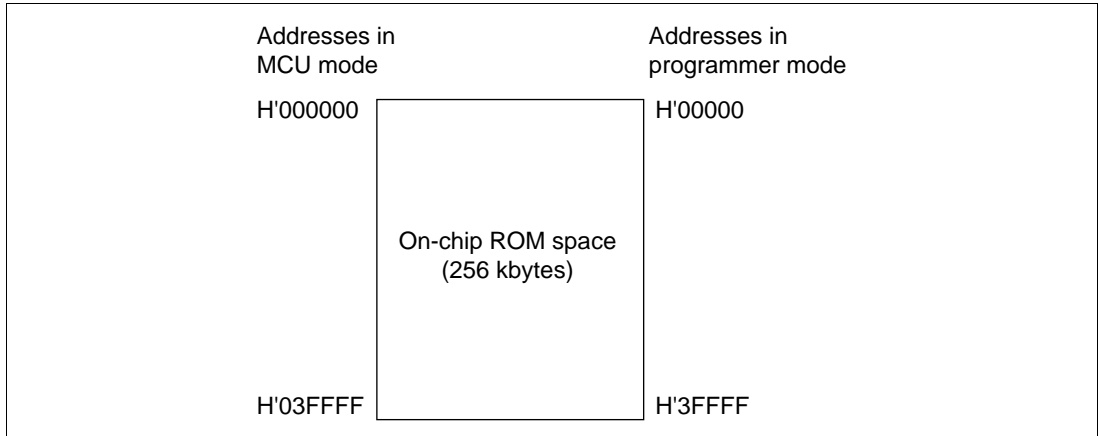 Addresses in
MCU mode
Addresses in
programmer mode
H'000000
H'00000
On-chip ROM space
(256 kbytes)
H'03FFFF
H'3FFFF